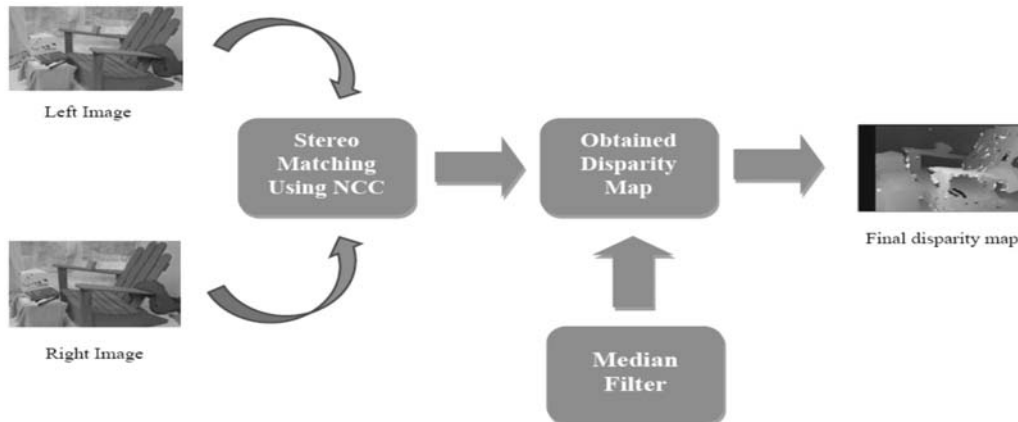 Left Image
Stereo
Matching
Using NCC
Obtained
Disparity
Map
Final disparity map
Right Image
Median
Filter